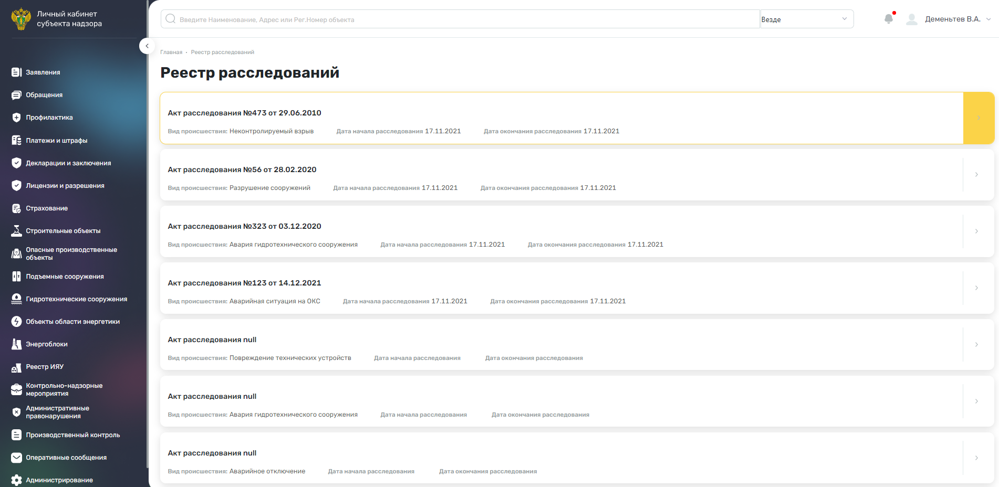 Личный кабинет
субъекта надзора
Заявления
Обращения
Профилактика
Платежи и штрафы
Декларации и заключения
Лицензии и разрешения
Страхование
Строительные объекты
Опасные производственные
объекты
Подъемные сооружения
Гидротехнические сооружения
Объекты области энергетики
Энергоблоки
Реестр ИЯУ
Контрольно-надзорные
мероприятия
Административные
правонарушения
Производственный контроль
Оперативные сообщения
Администрирование
Введите Наименование, Адрес или Рег.Номер объекта
Везде
Деменьтев В.А.
Главная • Реестр расследований
Реестр расследований
Акт расследования №473 от 29.06.2010
Вид происшествия: Неконтролируемый взрыв Дата начала расследования 17.11.2021 Дата окончания расследования 17.11.2021
Акт расследования №56 от 28.02.2020
Вид происшествия: Разрушение сооружений Дата начала расследования 17.11.2021 Дата окончания расследования 17.11.2021
Акт расследования №323 от 03.12.2020
Вид происшествия: Авария гидротехнического сооружения Дата начала расследования 17.11.2021 Дата окончания расследования 17.11.2021
Акт расследования №123 от 14.12.2021
Вид происшествия: Аварийная ситуация на ОКС Дата начала расследования 17.11.2021 Дата окончания расследования 17.11.2021
Акт расследования null
Вид происшествия: Повреждение технических устройств Дата начала расследования Дата окончания расследования
Акт расследования null
Вид происшествия: Авария гидротехнического сооружения Дата начала расследования Дата окончания расследования
Акт расследования null
Вид происшествия: Аварийное отключение Дата начала расследования Дата окончания расследования